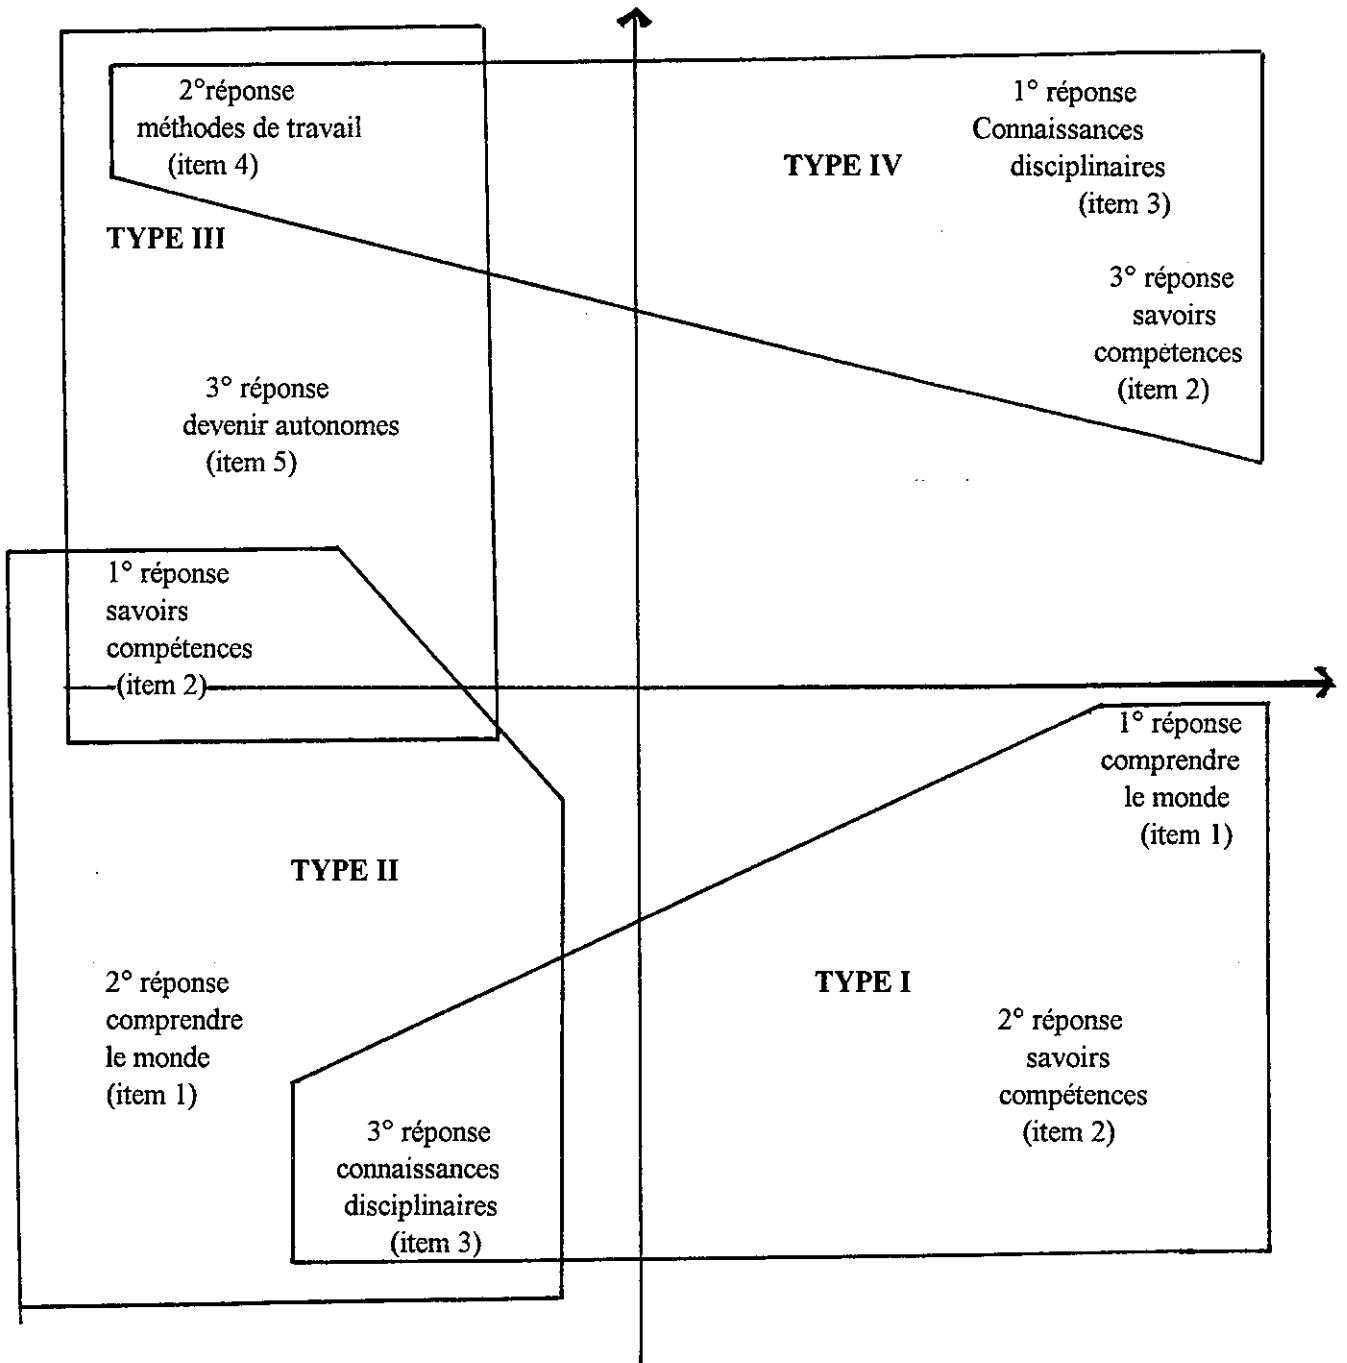 2°réponse
méthodes de travail
(item 4)
TYPE III
3° réponse
devenir autonomes
(item 5)
1° réponse
savoirs
compétences
(item 2)
TYPE IV
1° réponse
Connaissances
disciplinaires
(item 3)
3° réponse
savoirs
compétences
(item 2)
TYPE II
2° réponse
comprendre
le monde
(item 1)
3° réponse
connaissances
disciplinaires
(item 3)
1° réponse
comprendre
le monde
(item 1)
TYPE I
2° réponse
savoirs
compétences
(item 2)